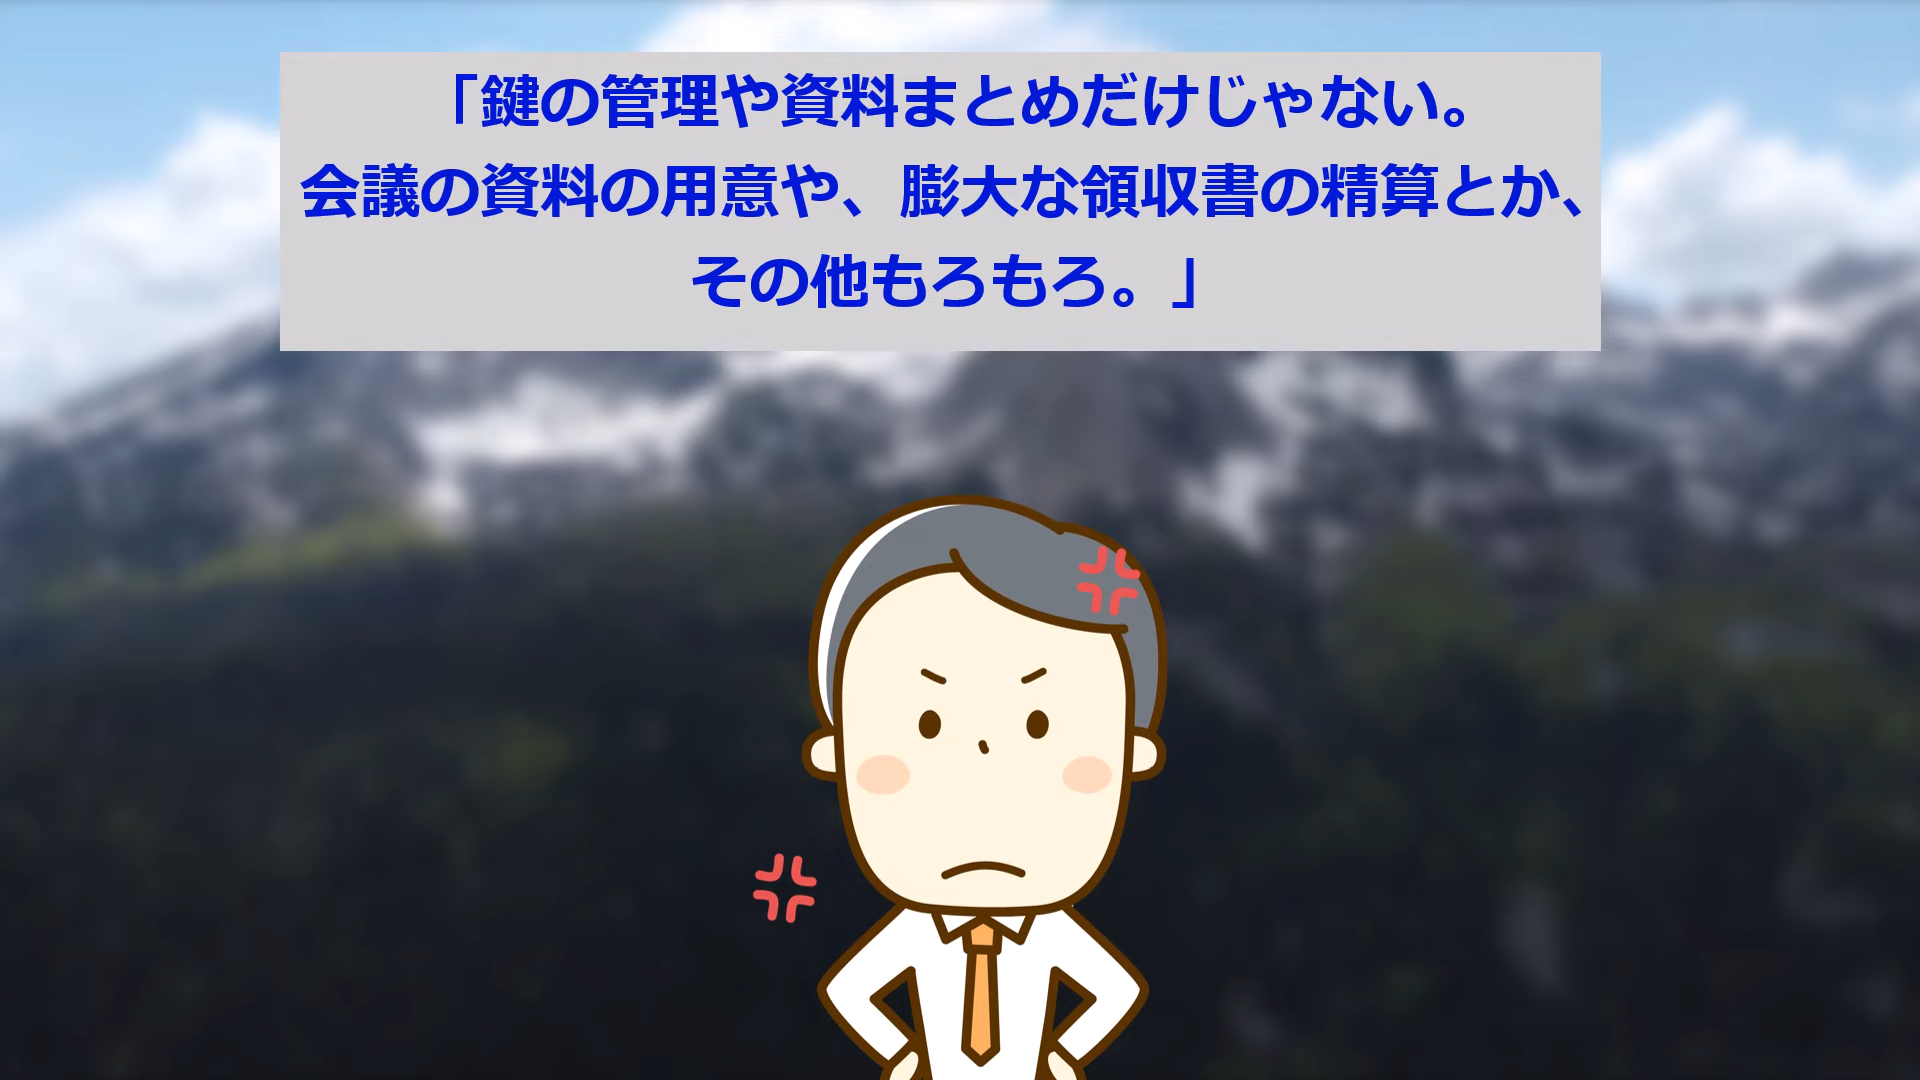 「鍵の管理や資料まとめだけじゃない。
会議の資料の用意や、膨大な領収書の精算とか、
その他もろもろ。」